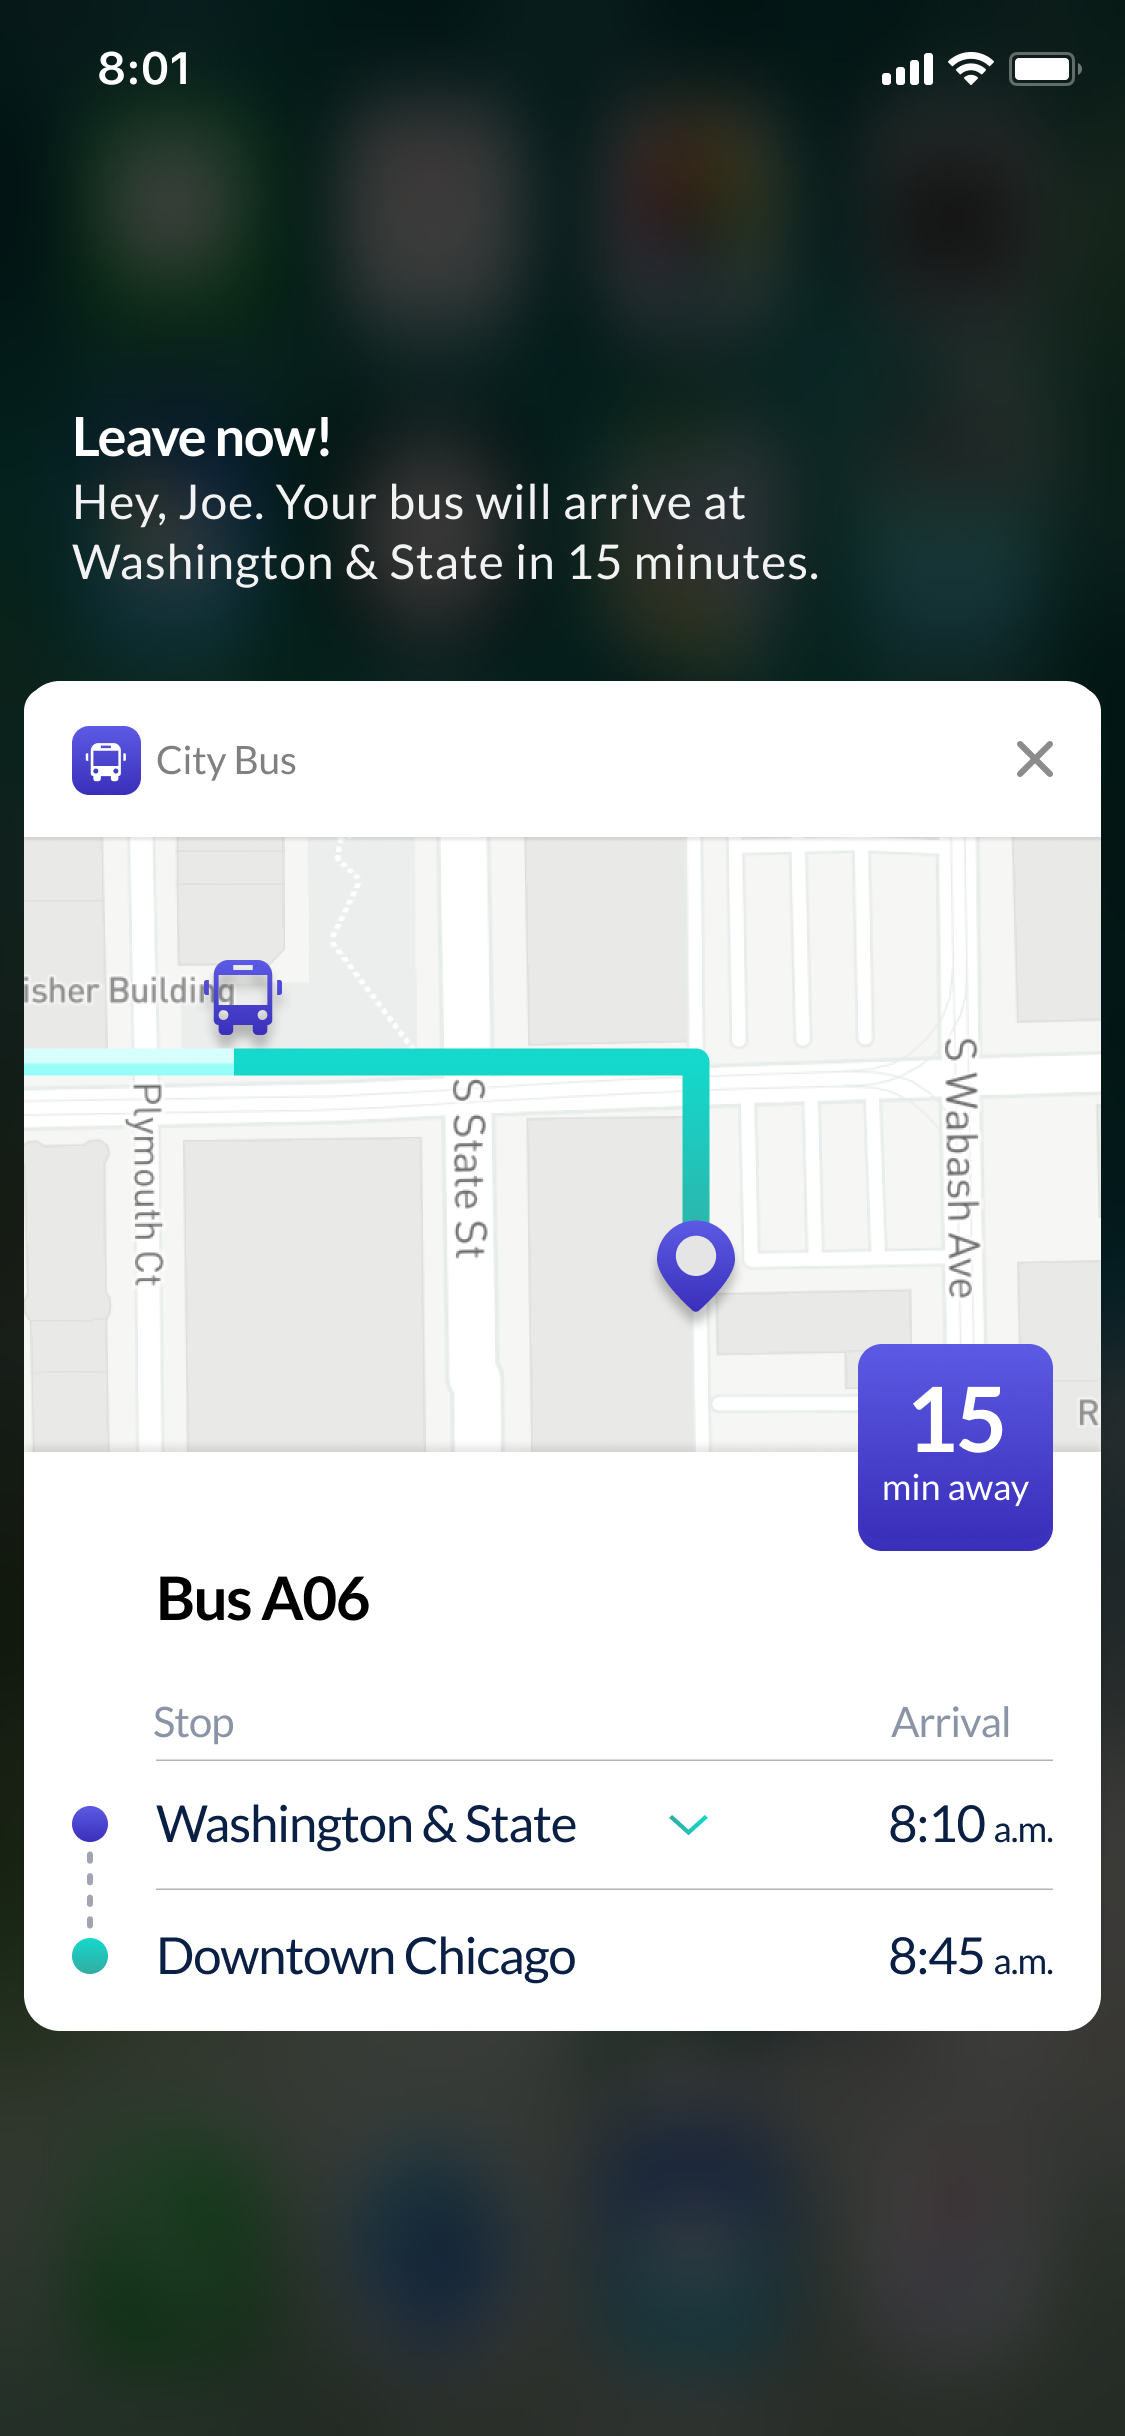 8:01
Leave now!
Hey, Joe. Your bus will arrive at
Washington & State in 15 minutes.
City Bus
isher Building
Plymouth Ct
S State St
S Wabash Ave
R
15
min away
Bus A06
Stop Arrival
Washington & State 8:10 a.m.
Downtown Chicago 8:45 a.m.